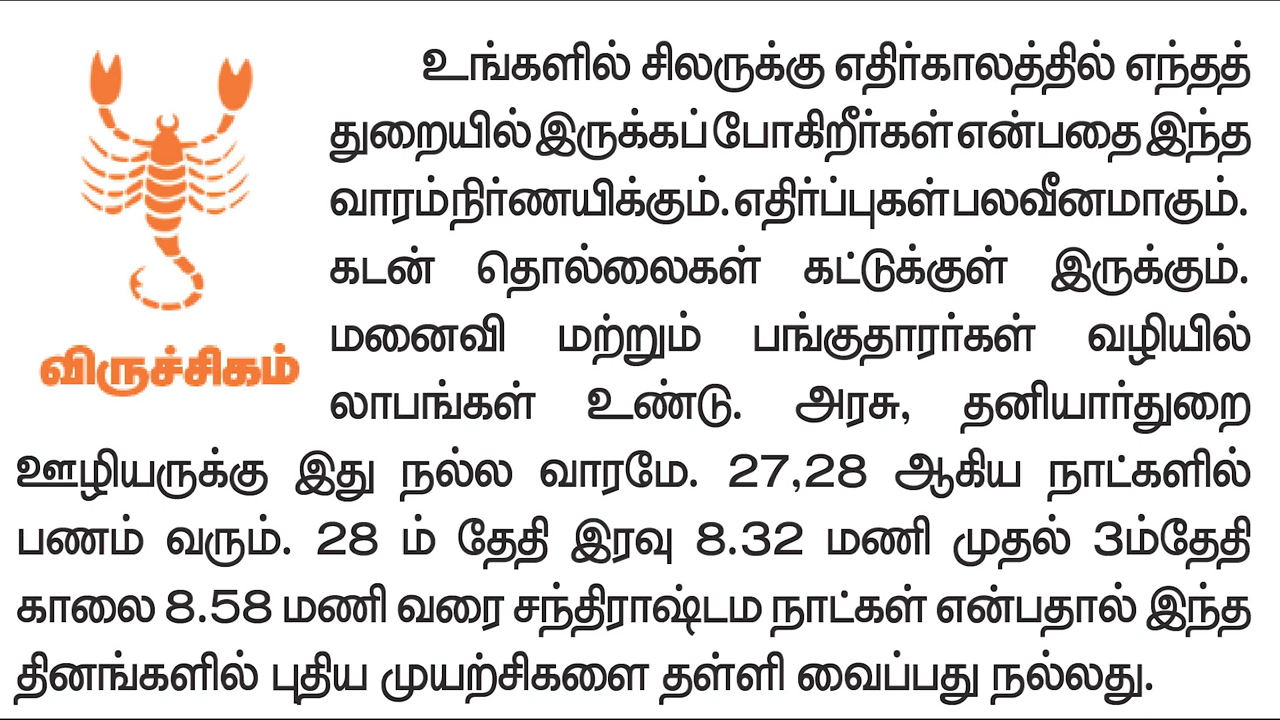 உங்களில் சிலருக்கு எதிர்காலத்தில் எந்தத்
துறையில் இருக்கப் போகிறீர்கள் என்பதை இந்த
வாரம் நிர்ணயிக்கும். எதிர்ப்புகள் பலவீனமாகும்.
கடன் தொல்லைகள் கட்டுக்குள் இருக்கும்.
மனைவி மற்றும் பங்குதாரர்கள் வழியில்
விருச்சிகம்
லாபங்கள் உண்டு. அரசு, தனியார்துறை
ஊழியருக்கு இது நல்ல வாரமே. 27,28 ஆகிய நாட்களில்
பணம் வரும். 28 ம் தேதி இரவு 8.32 மணி முதல் 3ம்தேதி
காலை 8.58 மணி வரை சந்திராஷ்டம நாட்கள் என்பதால் இந்த
தினங்களில் புதிய முயற்சிகளை தள்ளி வைப்பது நல்லது.